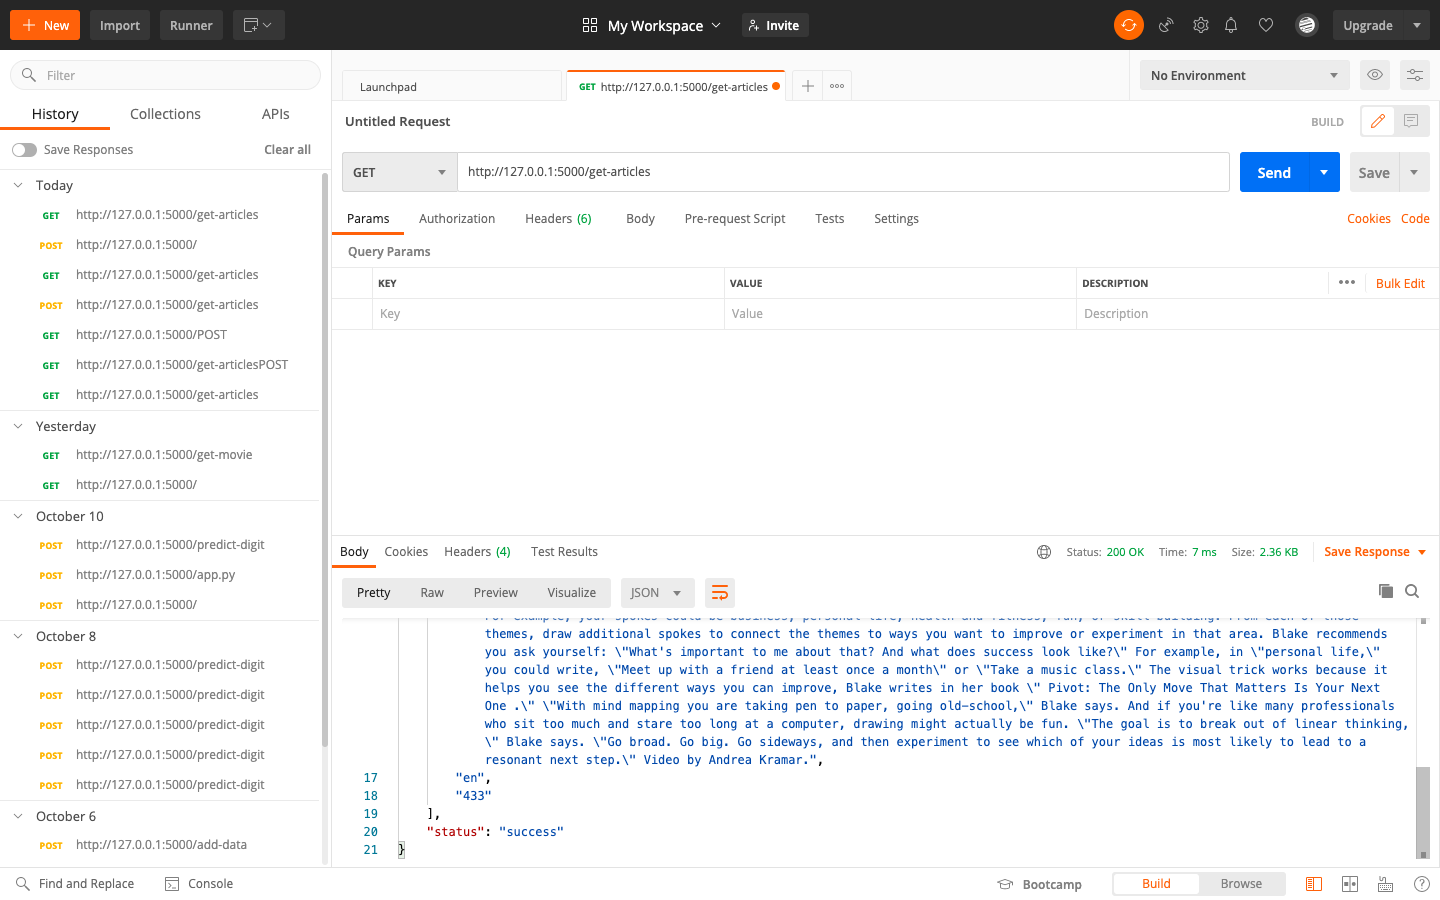 New
Import
Runner
My Workspace
Invite
Upgrade
Filter
Launchpad
GET http://127.0.0.1:5000/get-articles
No Environment
History
Collections
APIs
Untitled Request
BUILD
Save Responses
Clear all
GET
http://127.0.0.1:5000/get-articles
Send
Save
Today
GET http://127.0.0.1:5000/get-articles
POST http://127.0.0.1:5000/
GET http://127.0.0.1:5000/get-articles
POST http://127.0.0.1:5000/get-articles
GET http://127.0.0.1:5000/POST
GET http://127.0.0.1:5000/get-articlesPOST
GET http://127.0.0.1:5000/get-articles
Yesterday
GET http://127.0.0.1:5000/get-movie
GET http://127.0.0.1:5000/
October 10
POST http://127.0.0.1:5000/predict-digit
POST http://127.0.0.1:5000/app.py
POST http://127.0.0.1:5000/
October 8
POST http://127.0.0.1:5000/predict-digit
POST http://127.0.0.1:5000/predict-digit
POST http://127.0.0.1:5000/predict-digit
POST http://127.0.0.1:5000/predict-digit
POST http://127.0.0.1:5000/predict-digit
October 6
POST http://127.0.0.1:5000/add-data
Params
Authorization
Headers (6)
Body
Pre-request Script
Tests
Settings
Cookies
Code
Query Params
KEY
VALUE
DESCRIPTION
Bulk Edit
Key
Value
Description
Body
Cookies
Headers (4)
Test Results
Status: 200 OK
Time: 7 ms
Size: 2.36 KB
Save Response
Pretty
Raw
Preview
Visualize
JSON
For example, your spokes could be business, personal life, health and fitness, fun, or skill building. From each of those
themes, draw additional spokes to connect the themes to ways you want to improve or experiment in that area. Blake recommends
you ask yourself: \"What's important to me about that? And what does success look like?\" For example, in \"personal life,\"
you could write, \"Meet up with a friend at least once a month\" or \"Take a music class.\" The visual trick works because it
helps you see the different ways you can improve, Blake writes in her book \" Pivot: The Only Move That Matters Is Your Next
One .\" \"With mind mapping you are taking pen to paper, going old-school,\" Blake says. And if you're like many professionals
who sit too much and stare too long at a computer, drawing might actually be fun. \"The goal is to break out of linear thinking,
\" Blake says. \"Go broad. Go big. Go sideways, and then experiment to see which of your ideas is most likely to lead to a
resonant next step.\" Video by Andrea Kramar.",
17 "en",
18 "433"
19 ],
20 "status": "success"
21 }
Find and Replace
Console
Bootcamp
Build
Browse